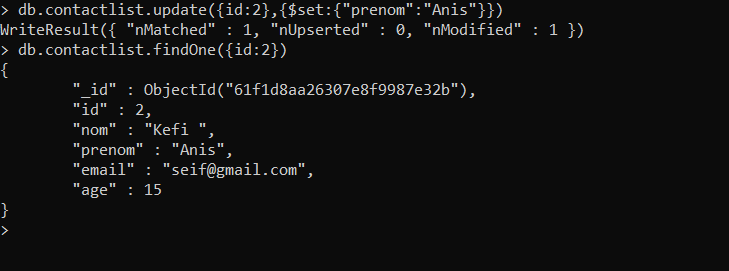 > db.contactlist.update({id:2},{$set:{"prenom":"Anis"}})
WriteResult({ "nMatched" : 1, "nUpserted" : 0, "nModified" : 1 })
> db.contactlist.findOne({id:2})
{
        "_id" : ObjectId("61f1d8aa26307e8f9987e32b"),
        "id" : 2,
        "nom" : "Kefi ",
        "prenom" : "Anis",
        "email" : "seif@gmail.com",
        "age" : 15
}
>